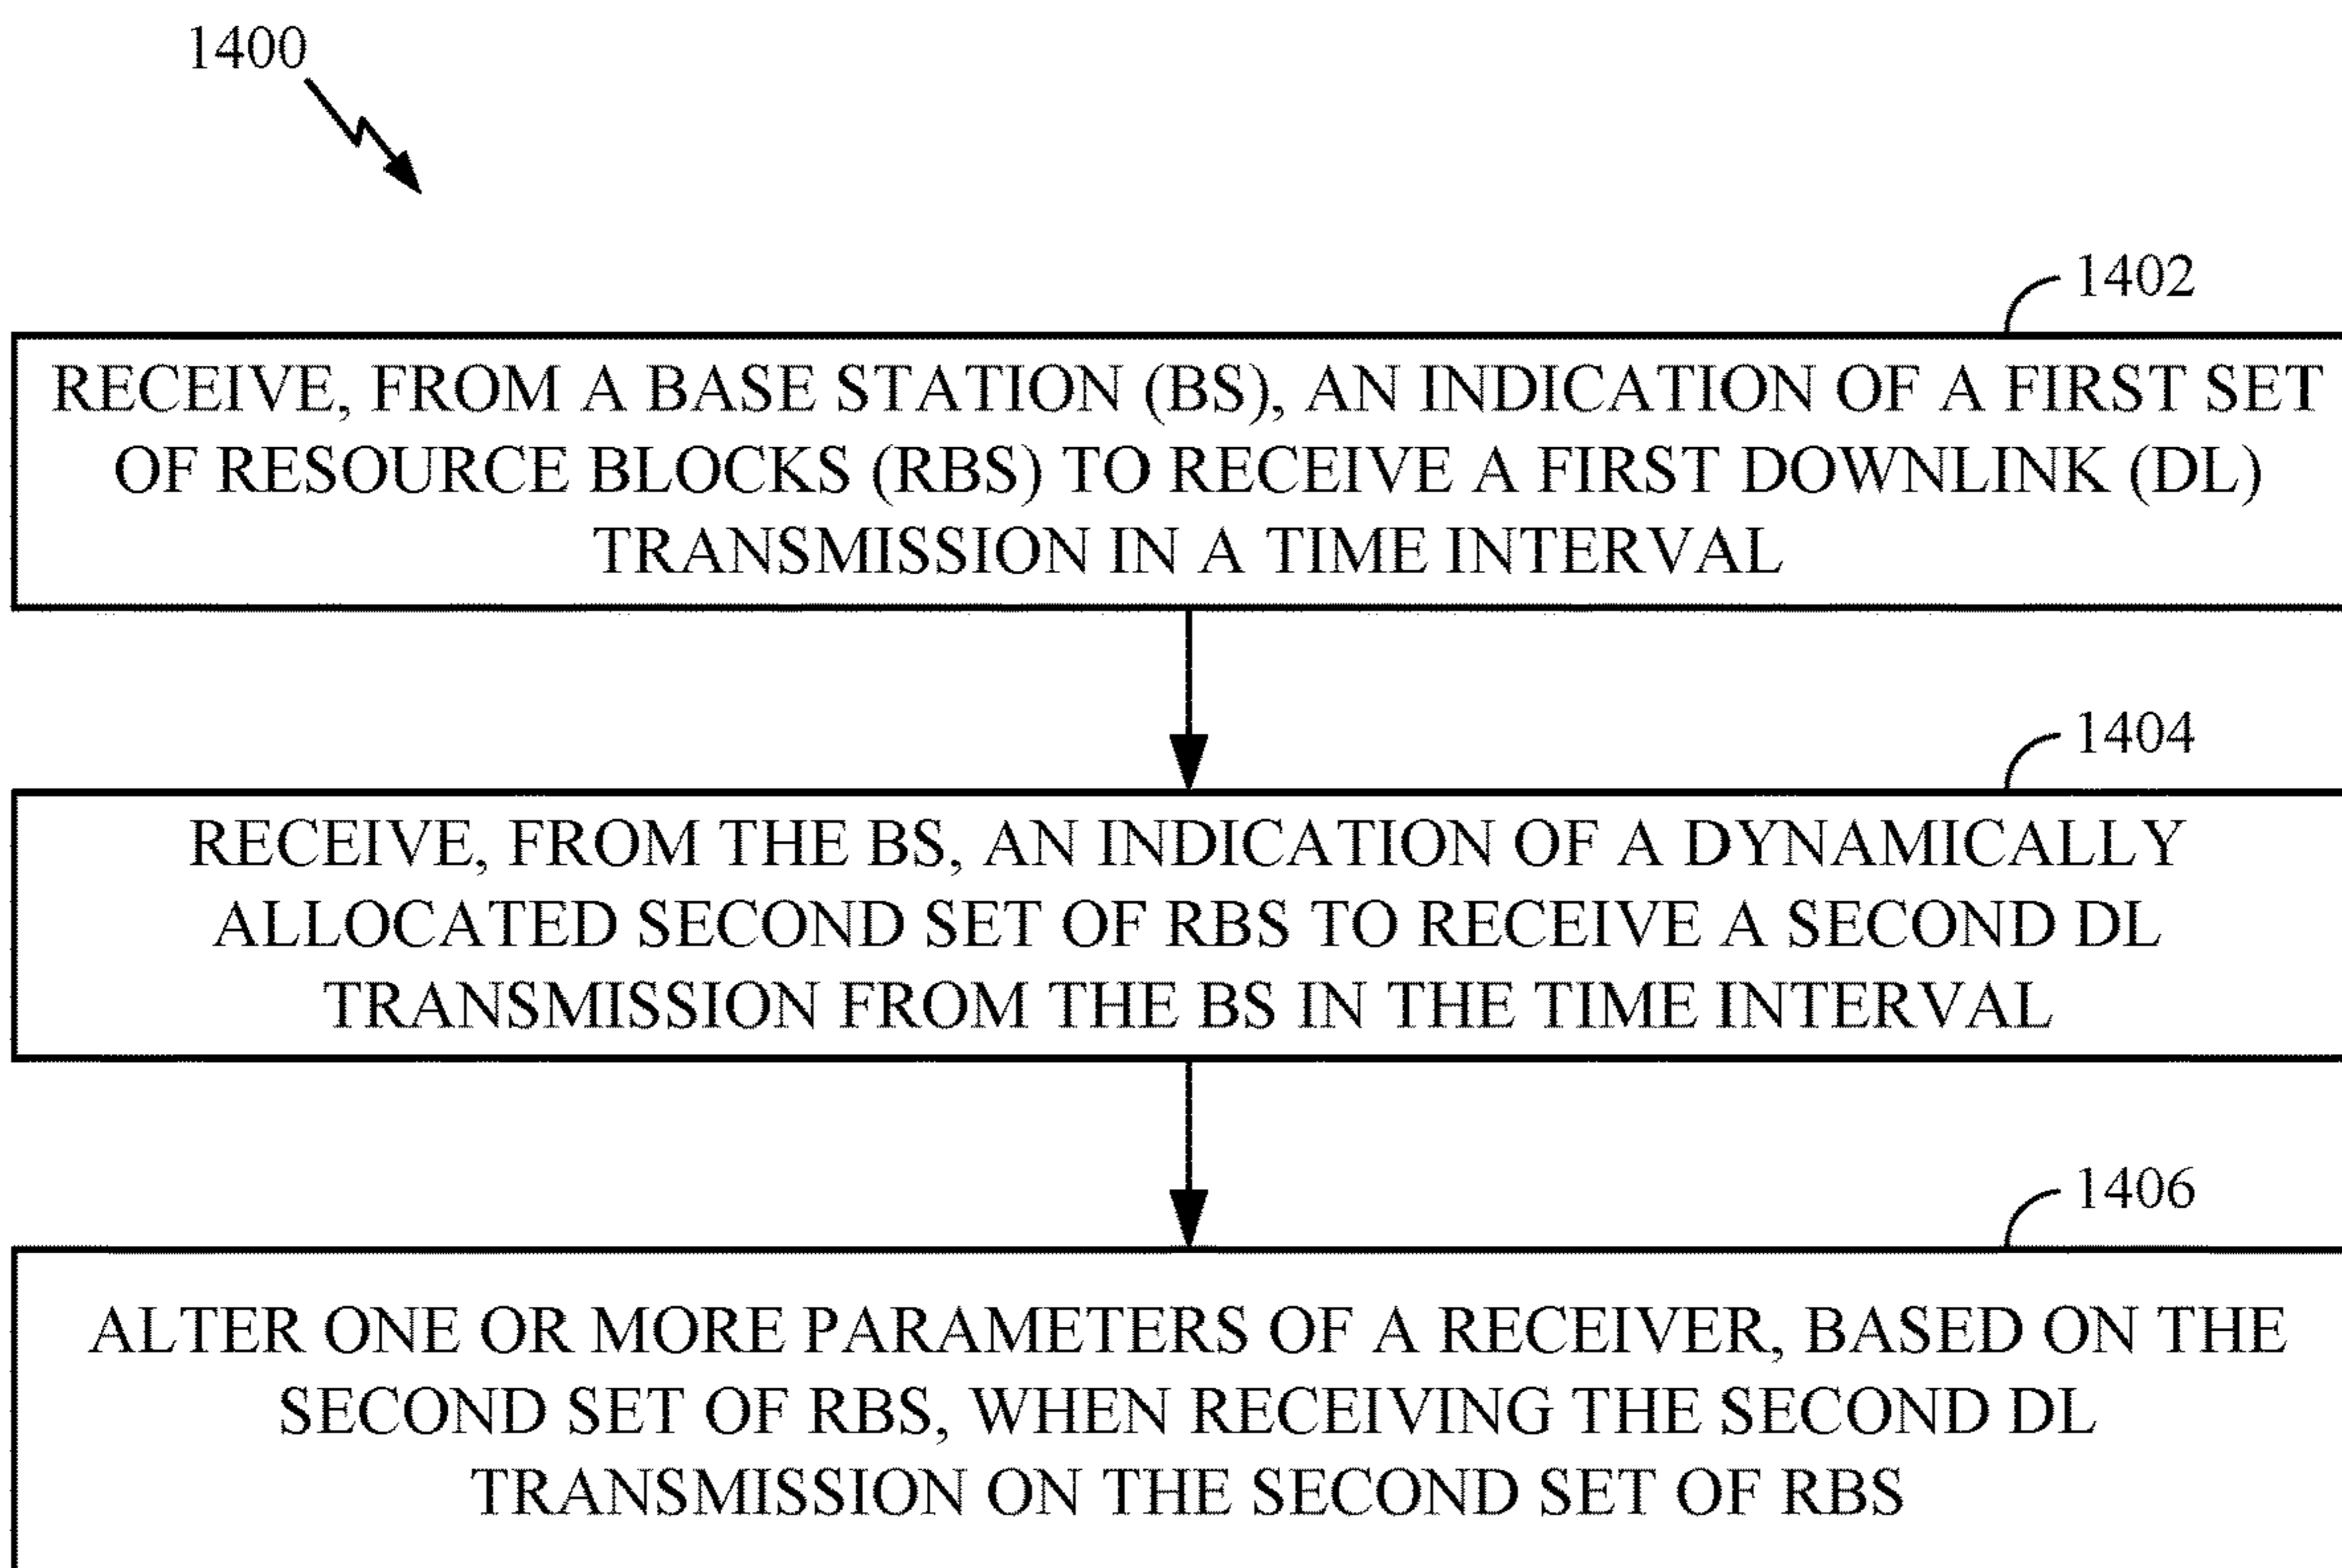 1400
1402
RECEIVE, FROM A BASE STATION (BS), AN INDICATION OF A FIRST SET
OF RESOURCE BLOCKS (RBS) TO RECEIVE A FIRST DOWNLINK (DL)
TRANSMISSION IN A TIME INTERVAL
1404
RECEIVE, FROM THE BS, AN INDICATION OF A DYNAMICALLY
ALLOCATED SECOND SET OF RBS TO RECEIVE A SECOND DL
TRANSMISSION FROM THE BS IN THE TIME INTERVAL
1406
ALTER ONE OR MORE PARAMETERS OF A RECEIVER, BASED ON THE
SECOND SET OF RBS, WHEN RECEIVING THE SECOND DL
TRANSMISSION ON THE SECOND SET OF RBS